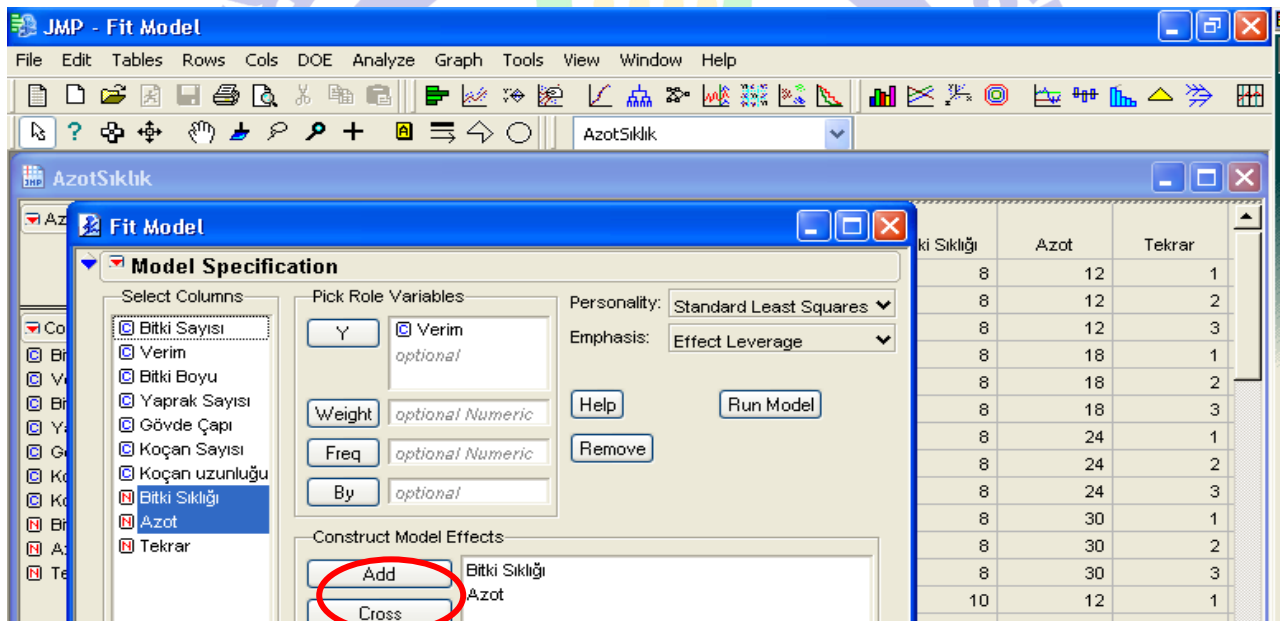 JMP - Fit Model
File Edit Tables Rows Cols DOE Analyze Graph Tools View Window Help
AzotSıklık
AzotSıklık
Fit Model
Model Specification
Select Columns
Bitki Sayısı
Verim
Bitki Boyu
Yaprak Sayısı
Gövde Çapı
Koçan Sayısı
Koçan uzunluğu
Bitki Sıklığı
Azot
Tekrar
Pick Role Variables
Y
Verim
optional
Weight optional Numeric
Freq optional Numeric
By optional
Personality: Standard Least Squares
Emphasis: Effect Leverage
Help Run Model
Remove
Construct Model Effects
Add
Cross
Bitki Sıklığı
Azot
Sıklığı Azot Tekrar
8 12 1
8 12 2
8 12 3
8 18 1
8 18 2
8 18 3
8 24 1
8 24 2
8 24 3
8 30 1
8 30 2
8 30 3
10 12 1